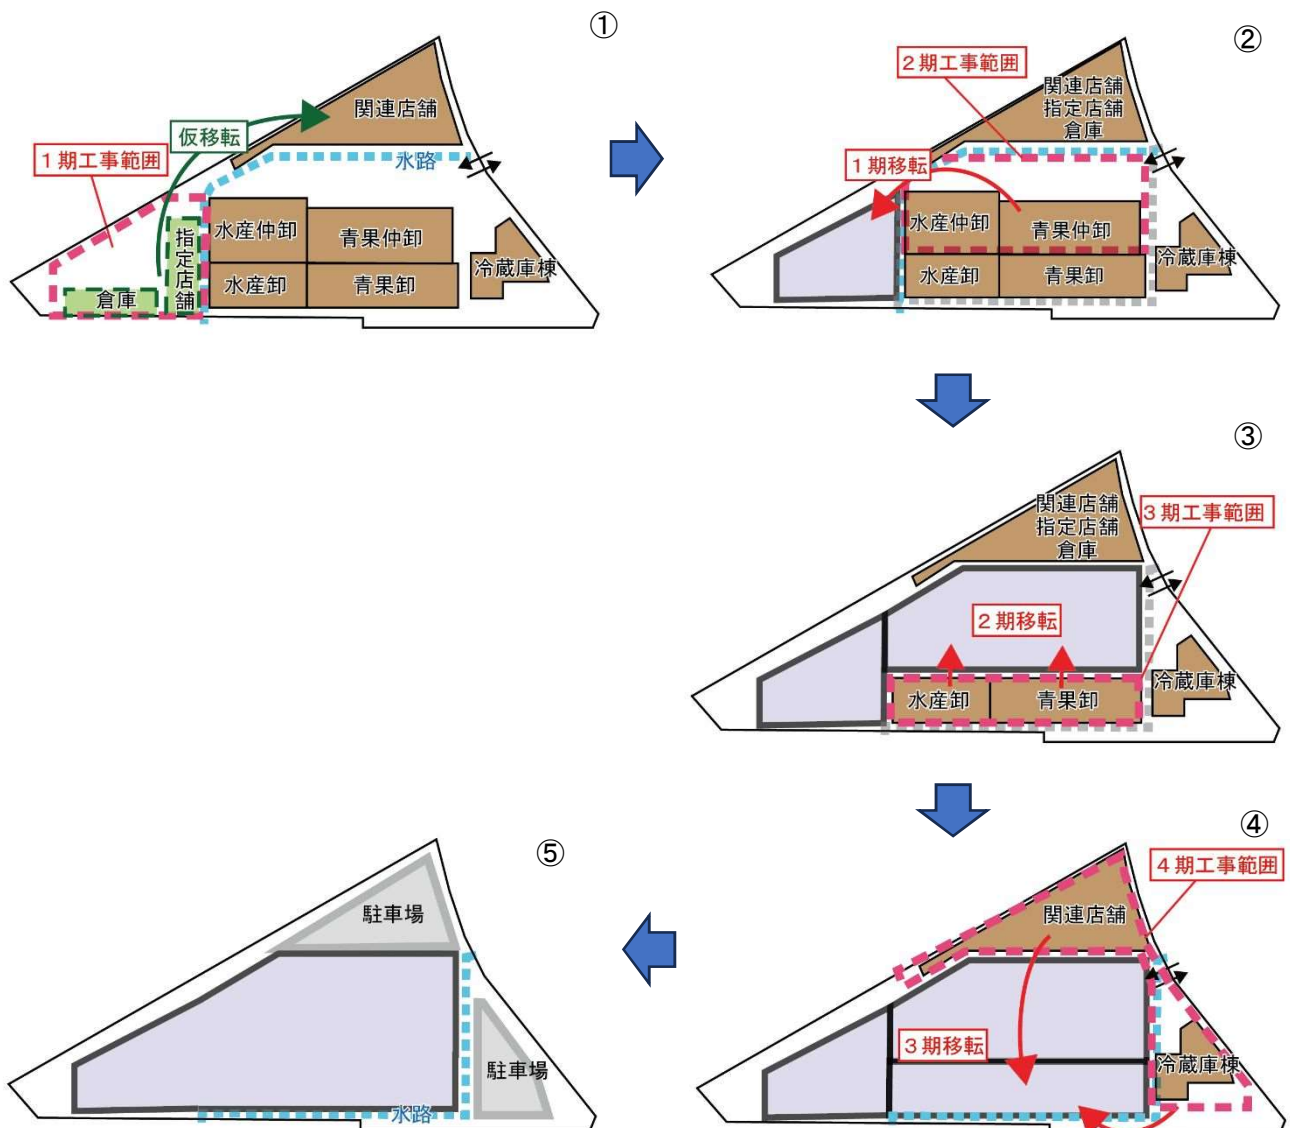 ①
関連店舗
仮移転
１期工事範囲
水路
水産仲卸
青果仲卸
指定店舗
倉庫
水産卸
青果卸
冷蔵庫棟
②
２期工事範囲
関連店舗
指定店舗
倉庫
１期移転
水産仲卸
青果仲卸
水産卸
青果卸
冷蔵庫棟
③
関連店舗
指定店舗
倉庫
３期工事範囲
２期移転
水産卸
青果卸
冷蔵庫棟
④
４期工事範囲
関連店舗
３期移転
冷蔵庫棟
⑤
駐車場
駐車場
水路